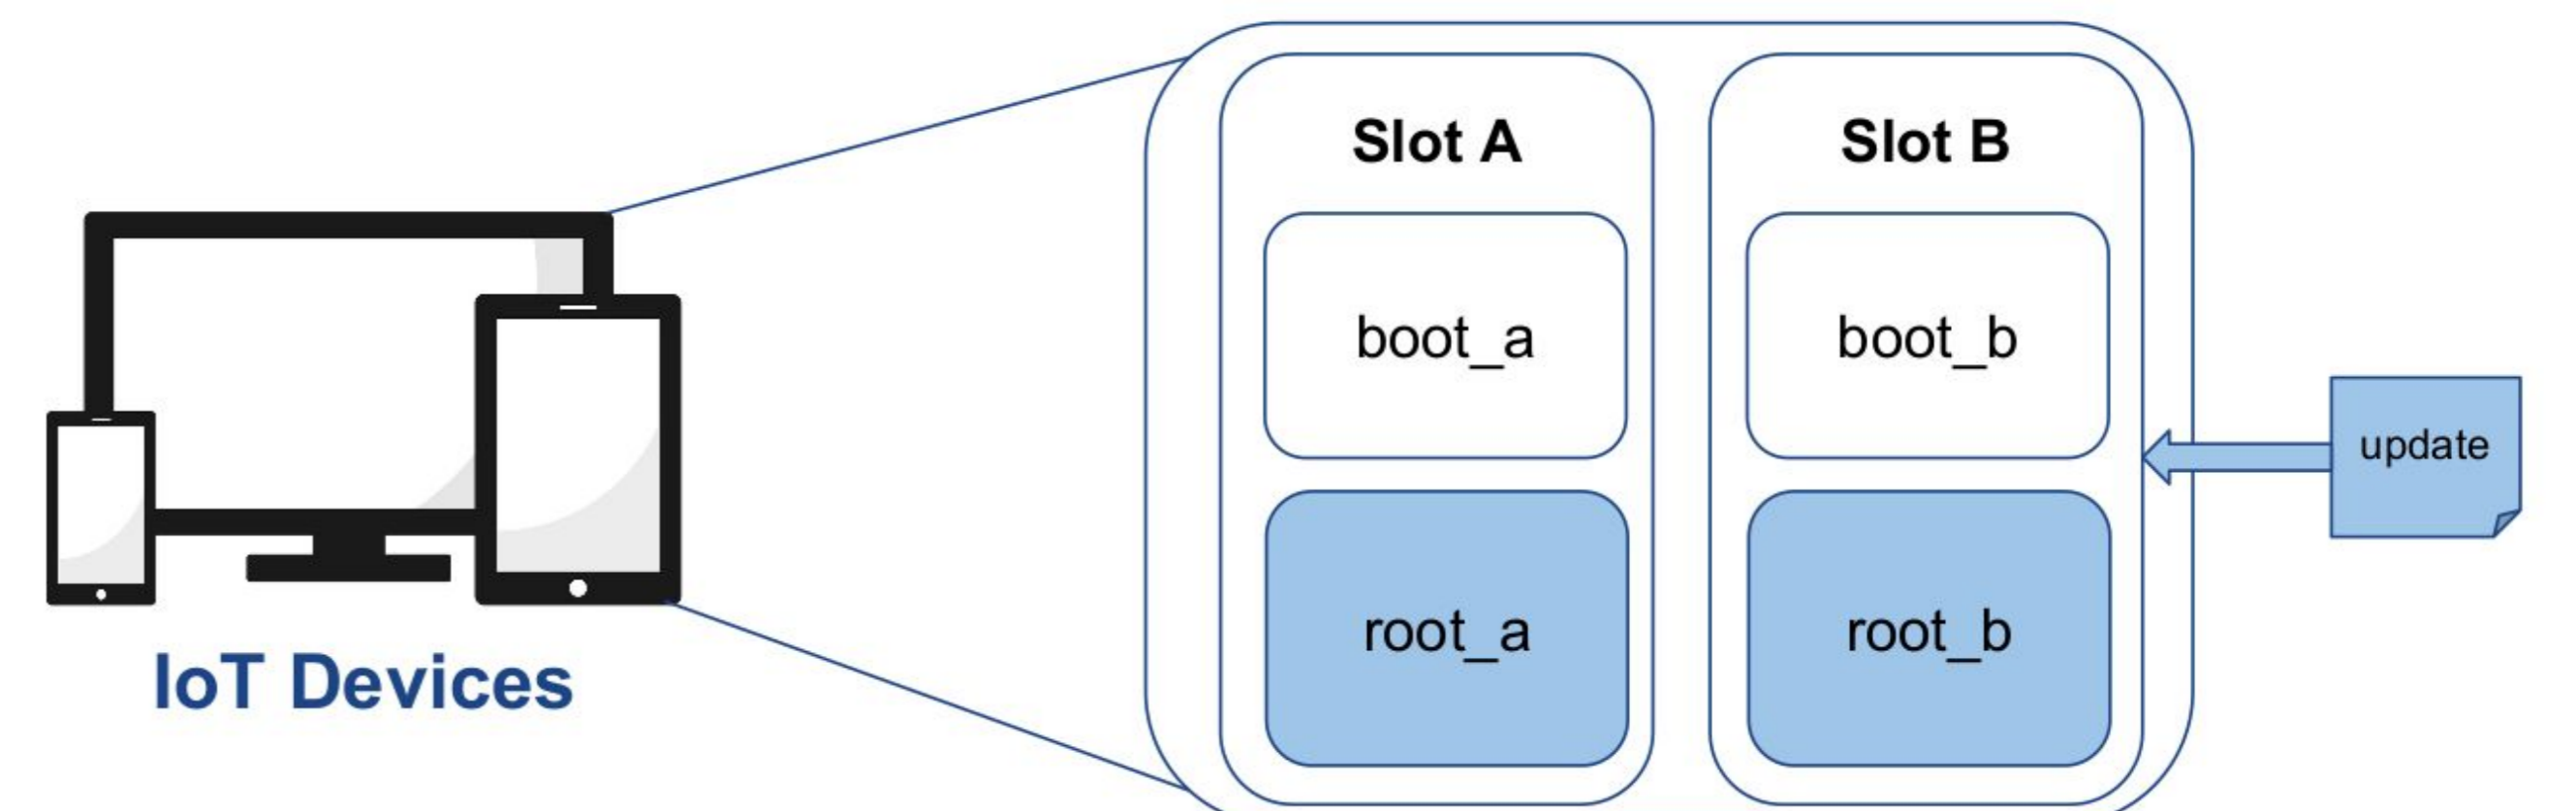 Slot A
Slot B
boot_a
boot_b
update
root_a
root_b
IoT Devices